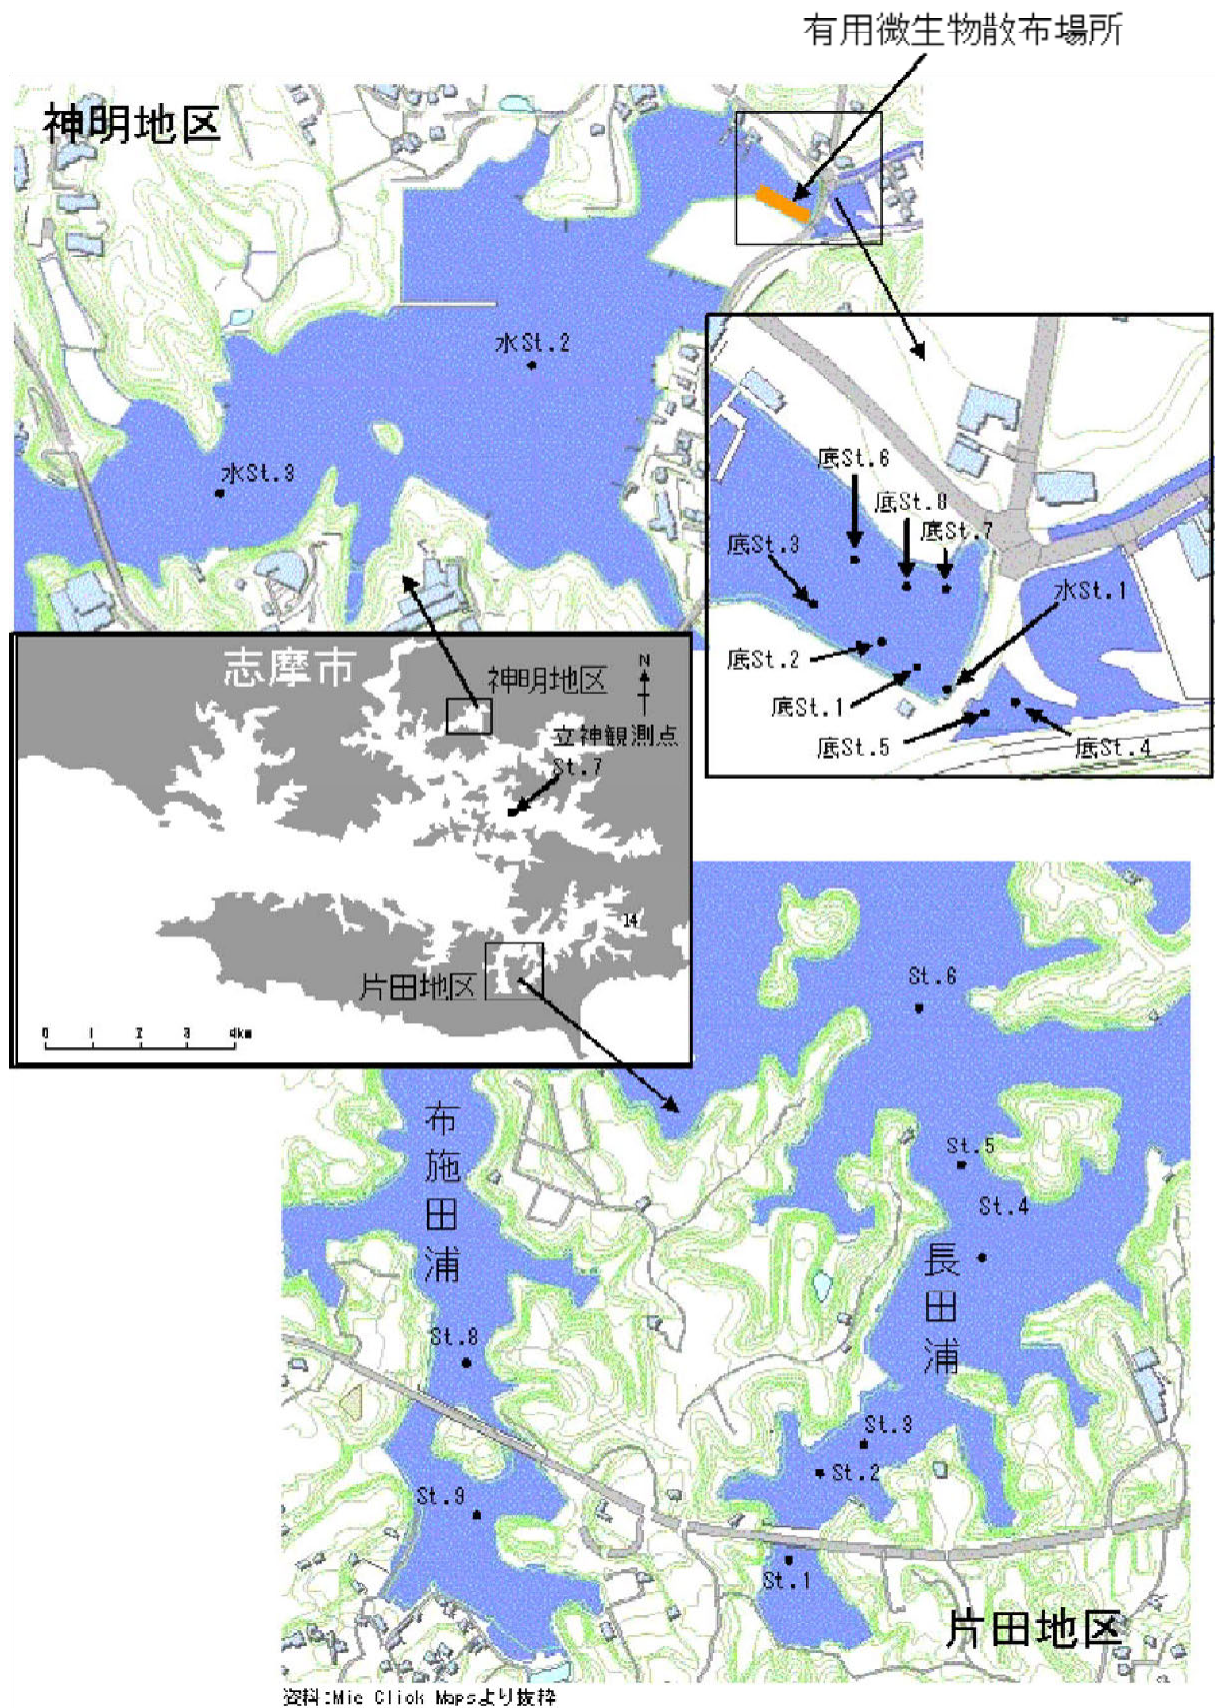 有用微生物散布場所
神明地区
水St.2
水St.3
底St.6
底St.8
底St.7
底St.3
水St.1
底St.2
底St.1
底St.5
底St.4
志摩市
N
神明地区
立神観測点
St.7
14
片田地区
0 1 2 3 4km
St.6
布施田浦
St.5
St.4
長田浦
St.8
St.3
St.2
St.9
St.1
片田地区
資料:Mie Click Mapsより抜粋